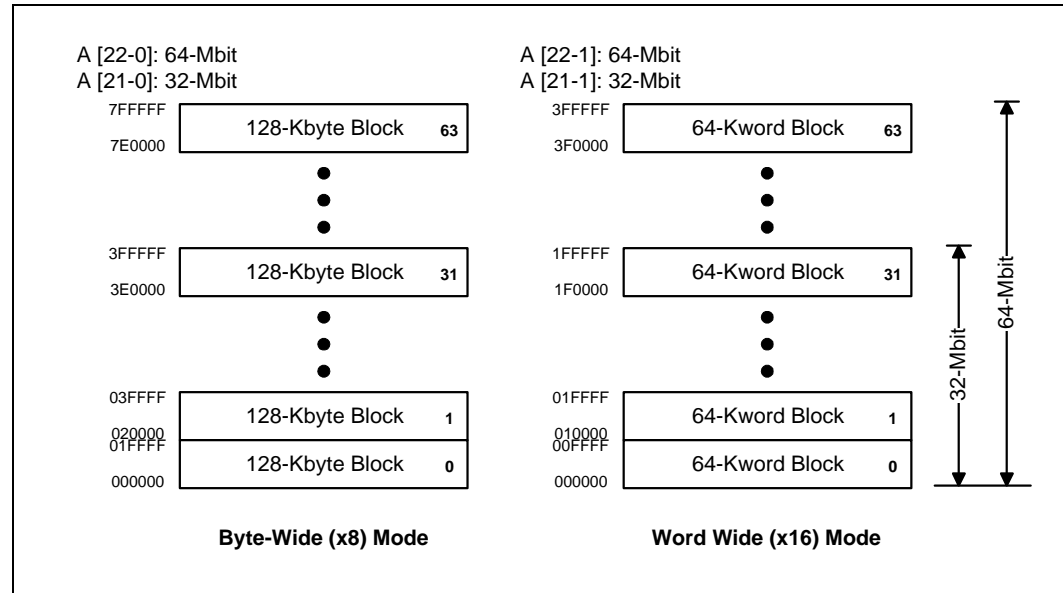 A [22-0]: 64-Mbit
A [21-0]: 32-Mbit
7FFFFF
128-Kbyte Block 63
7E0000
3FFFFF
128-Kbyte Block 31
3E0000
03FFFF
128-Kbyte Block 1
020000
01FFFF
128-Kbyte Block 0
000000
Byte-Wide (x8) Mode
A [22-1]: 64-Mbit
A [21-1]: 32-Mbit
3FFFFF
64-Kword Block 63
3F0000
1FFFFF
64-Kword Block 31
1F0000
01FFFF
64-Kword Block 1
010000
00FFFF
64-Kword Block 0
000000
Word Wide (x16) Mode
32-Mbit
64-Mbit